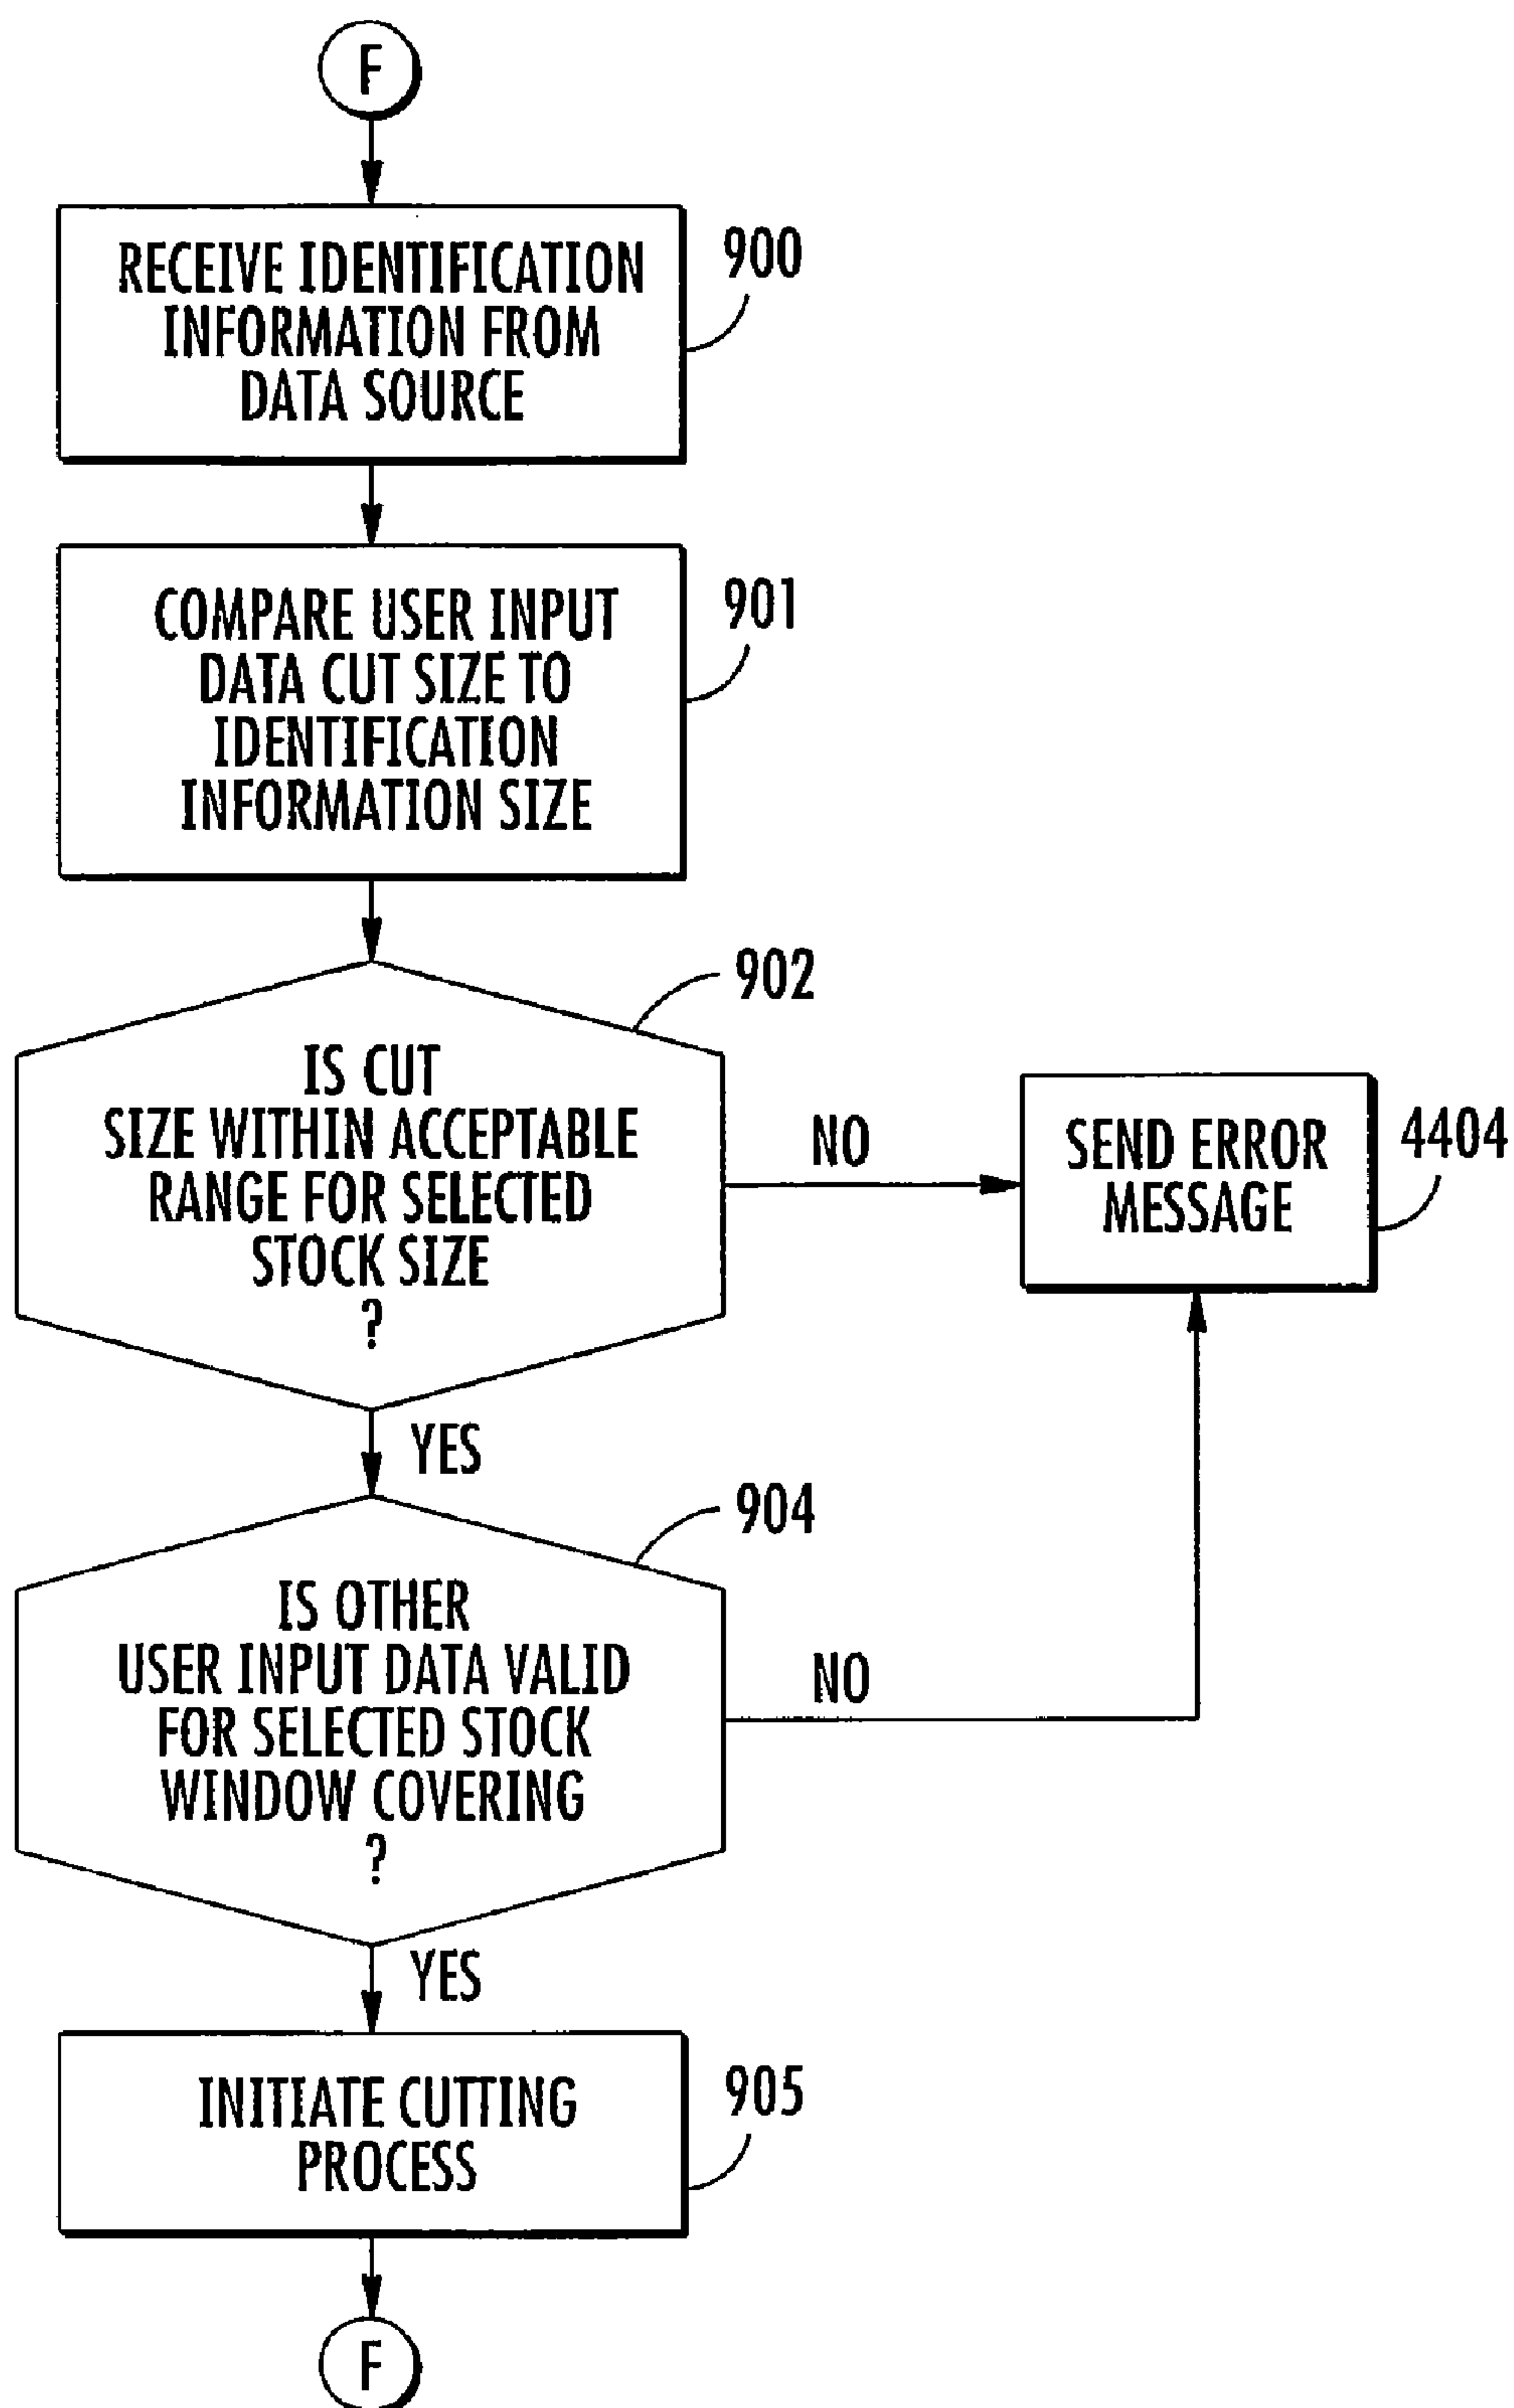 F
RECEIVE IDENTIFICATION
INFORMATION FROM
DATA SOURCE
900
COMPARE USER INPUT
DATA CUT SIZE TO
IDENTIFICATION
INFORMATION SIZE
901
902
IS CUT
SIZE WITHIN ACCEPTABLE
RANGE FOR SELECTED
STOCK SIZE
?
NO
SEND ERROR
MESSAGE
4404
YES
904
IS OTHER
USER INPUT DATA VALID
FOR SELECTED STOCK
WINDOW COVERING
?
NO
YES
INITIATE CUTTING
PROCESS
905
F